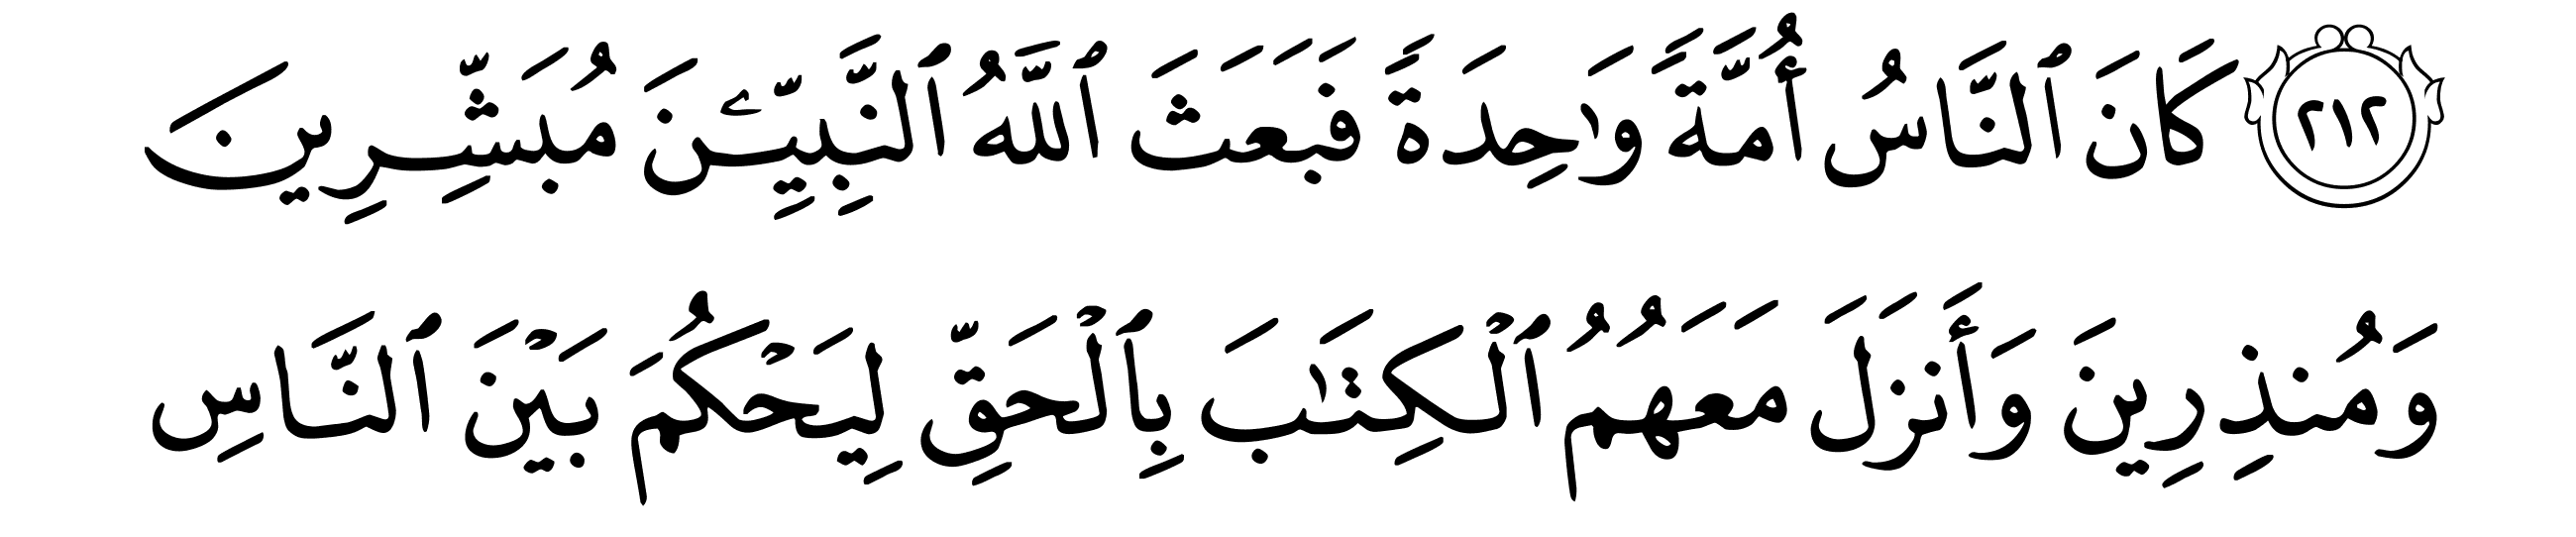 ٢١٢ كَانَ ٱلنَّاسُ أُمَّةً وَٰحِدَةً فَبَعَثَ ٱللَّهُ ٱلنَّبِيِّـۧنَ مُبَشِّرِينَ
وَمُنذِرِينَ وَأَنزَلَ مَعَهُمُ ٱلْكِتَٰبَ بِٱلْحَقِّ لِيَحْكُمَ بَيْنَ ٱلنَّاسِ